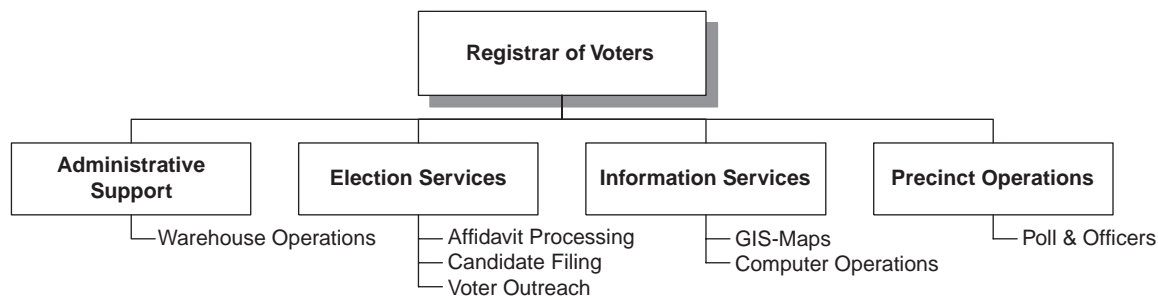 Registrar of Voters
Administrative
Support
Election Services
Information Services
Precinct Operations
Warehouse Operations
Affidavit Processing
Candidate Filing
Voter Outreach
GIS-Maps
Computer Operations
Poll & Officers